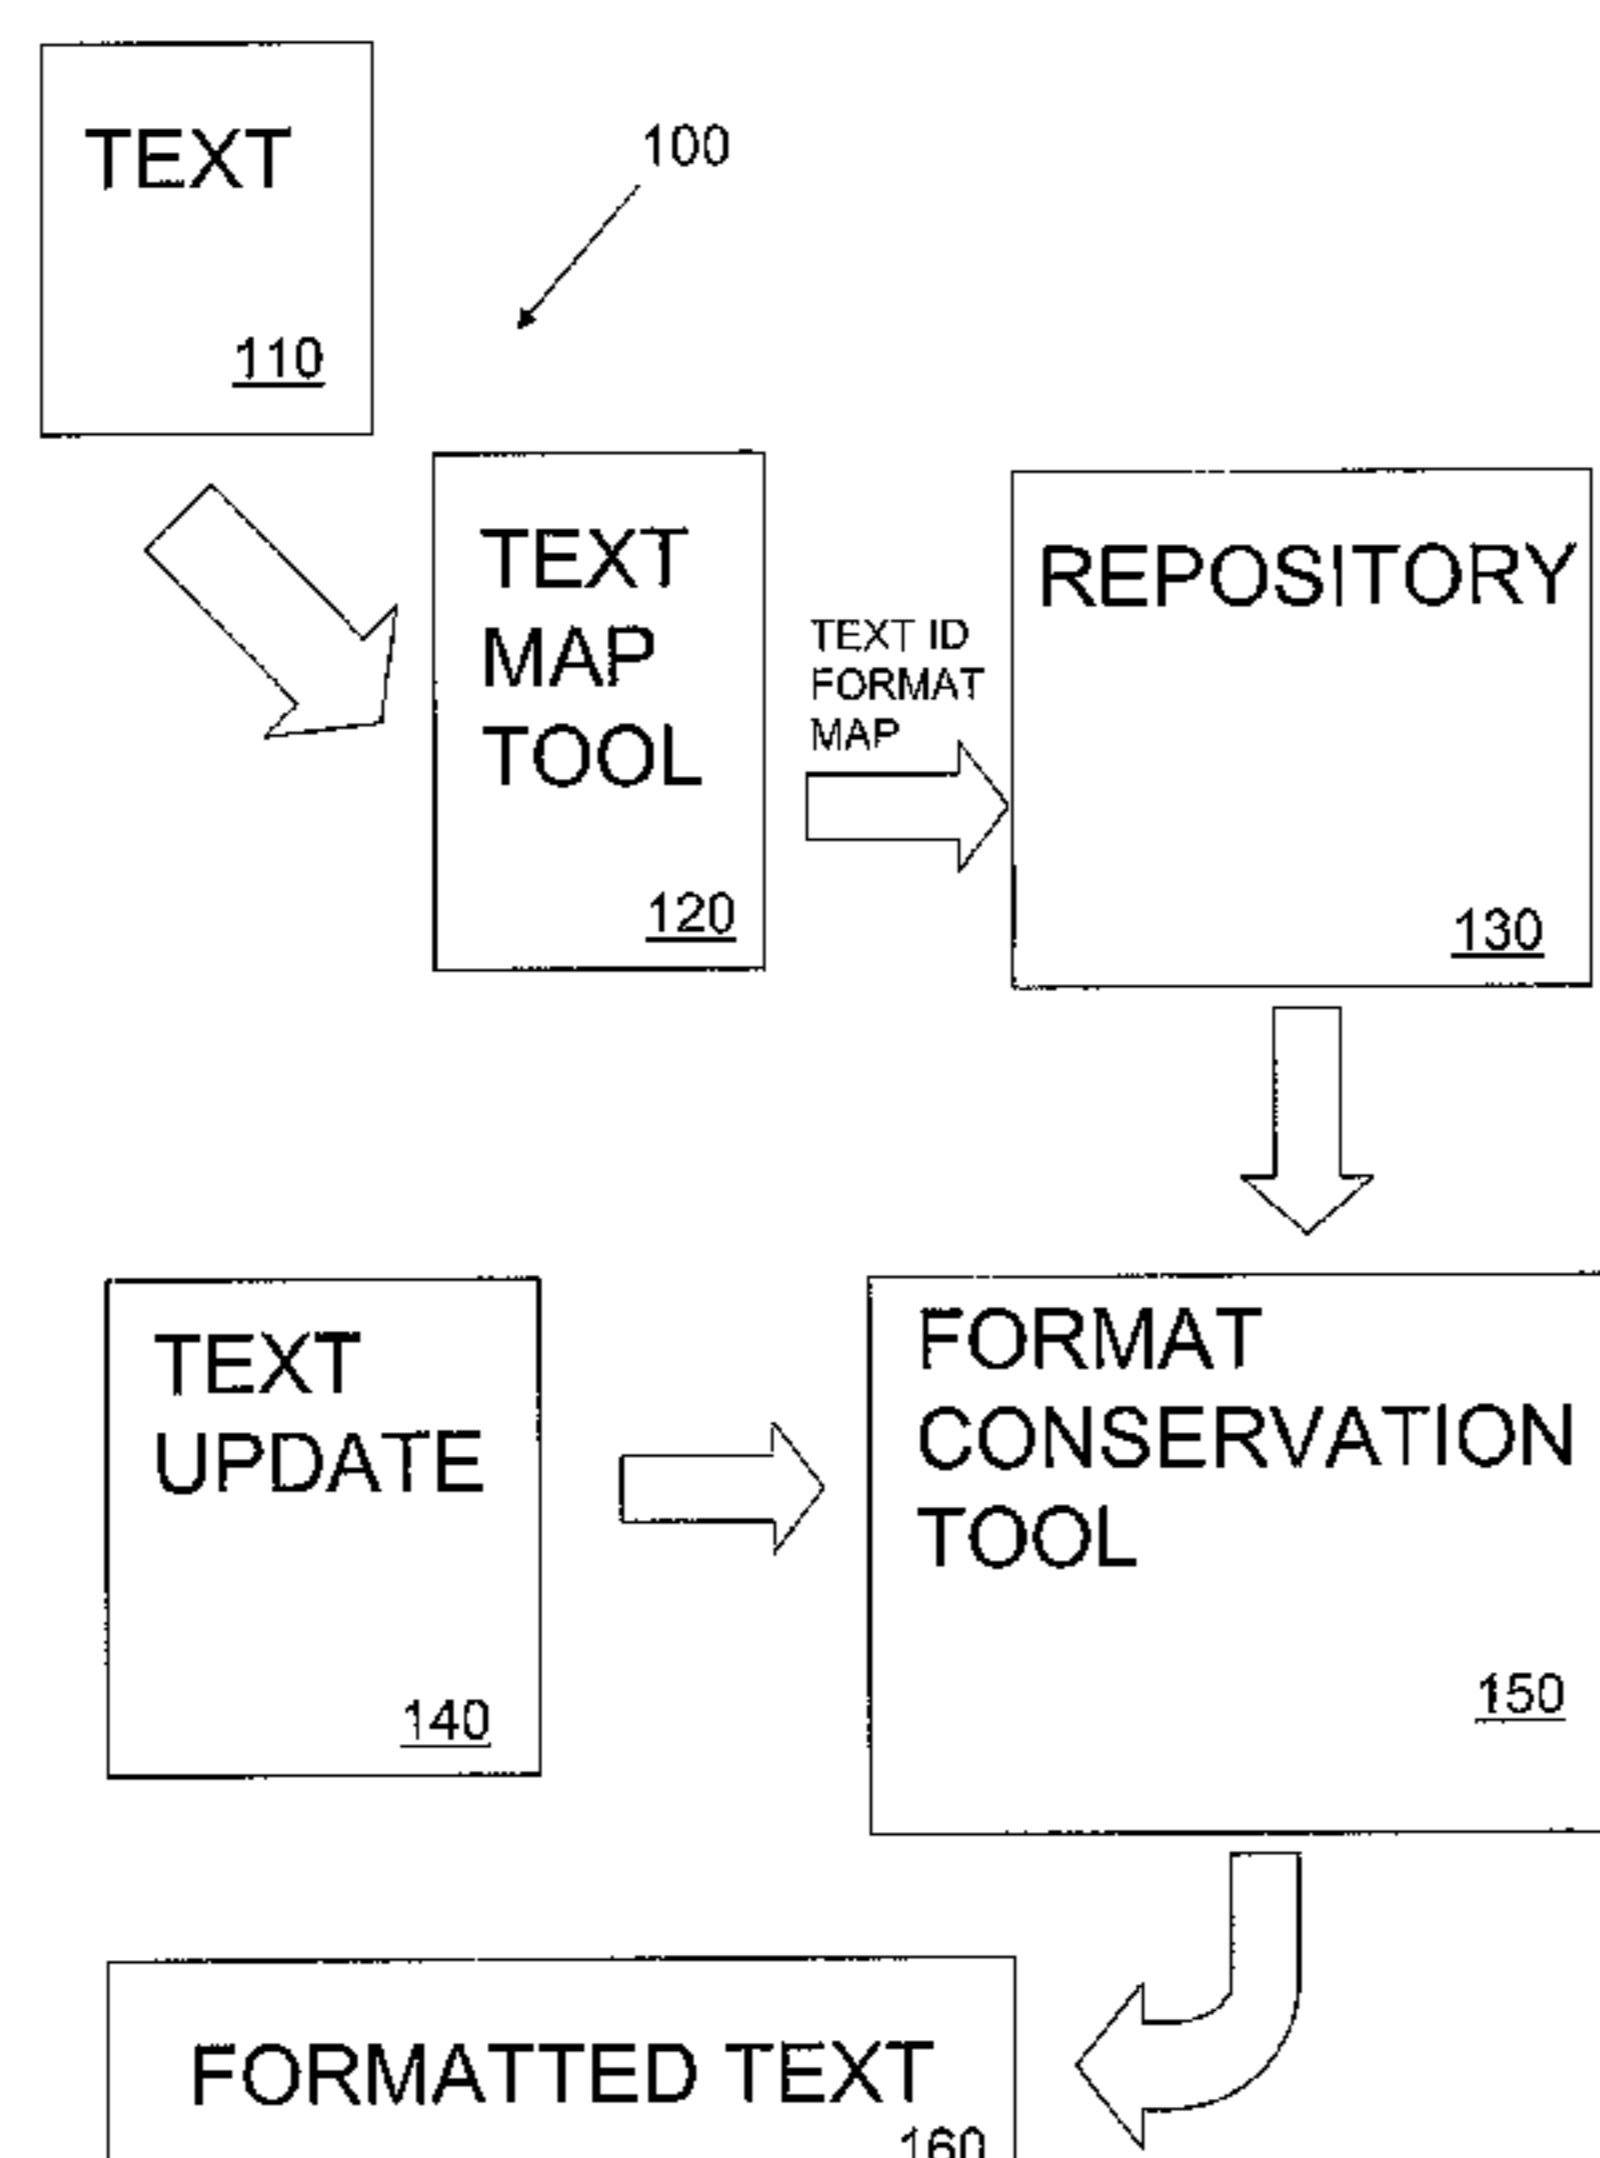 TEXT
100
110
TEXT
MAP
TOOL
120
TEXT ID
FORMAT
MAP
REPOSITORY
130
TEXT
UPDATE
140
FORMAT
CONSERVATION
TOOL
150
FORMATTED TEXT
160